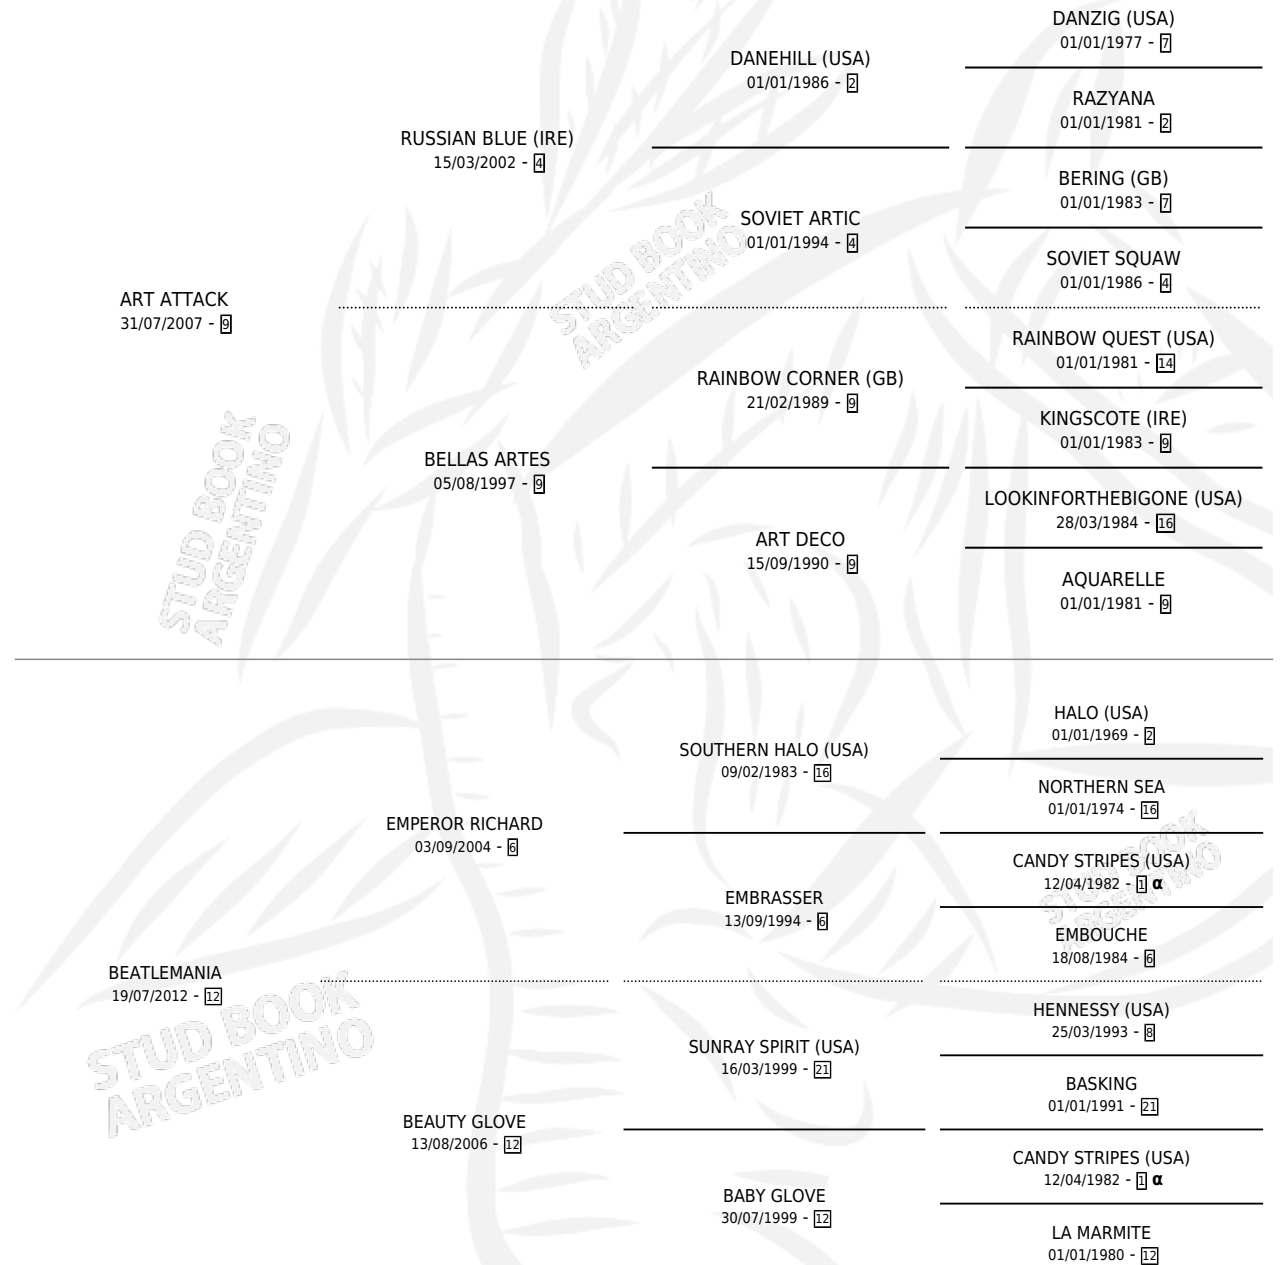 DANZIG (USA)
01/01/1977 - 7
DANEHILL (USA)
01/01/1986 - 2
RAZYANA
01/01/1981 - 2
RUSSIAN BLUE (IRE)
15/03/2002 - 4
BERING (GB)
01/01/1983 - 7
SOVIET ARTIC
01/01/1994 - 4
SOVIET SQUAW
01/01/1986 - 4
ART ATTACK
31/07/2007 - 9
RAINBOW QUEST (USA)
01/01/1981 - 14
RAINBOW CORNER (GB)
21/02/1989 - 9
KINGSCOTE (IRE)
01/01/1983 - 9
BELLAS ARTES
05/08/1997 - 9
LOOKINFORTHEBIGONE (USA)
28/03/1984 - 16
ART DECO
15/09/1990 - 9
AQUARELLE
01/01/1981 - 9
HALO (USA)
01/01/1969 - 2
SOUTHERN HALO (USA)
09/02/1983 - 16
NORTHERN SEA
01/01/1974 - 16
EMPEROR RICHARD
03/09/2004 - 6
CANDY STRIPES (USA)
12/04/1982 - 1 α
EMBRASSER
13/09/1994 - 6
EMBOUCHE
18/08/1984 - 6
BEATLEMANIA
19/07/2012 - 12
HENNESSY (USA)
25/03/1993 - 8
SUNRAY SPIRIT (USA)
16/03/1999 - 21
BASKING
01/01/1991 - 21
BEAUTY GLOVE
13/08/2006 - 12
CANDY STRIPES (USA)
12/04/1982 - 1 α
BABY GLOVE
30/07/1999 - 12
LA MARMITE
01/01/1980 - 12
STUD BOOK
ARGENTINO
STUD BOOK
ARGENTINO
STUD BOOK
ARGENTINO
STUD BOOK
ARGENTINO